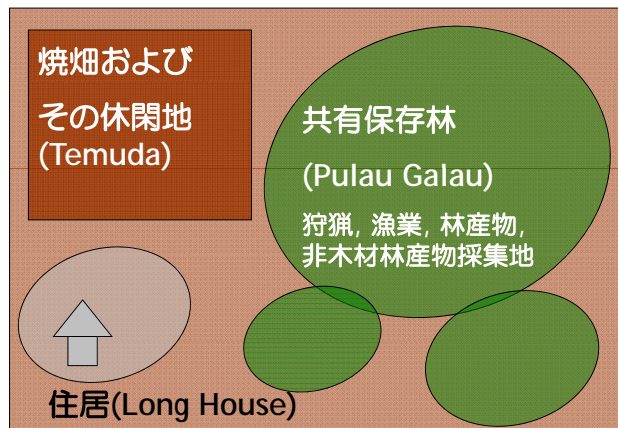 焼畑および
その休閑地
(Temuda)
共有保存林
(Pulau Galau)
狩猟, 漁業, 林産物,
非木材林産物採集地
住居(Long House)